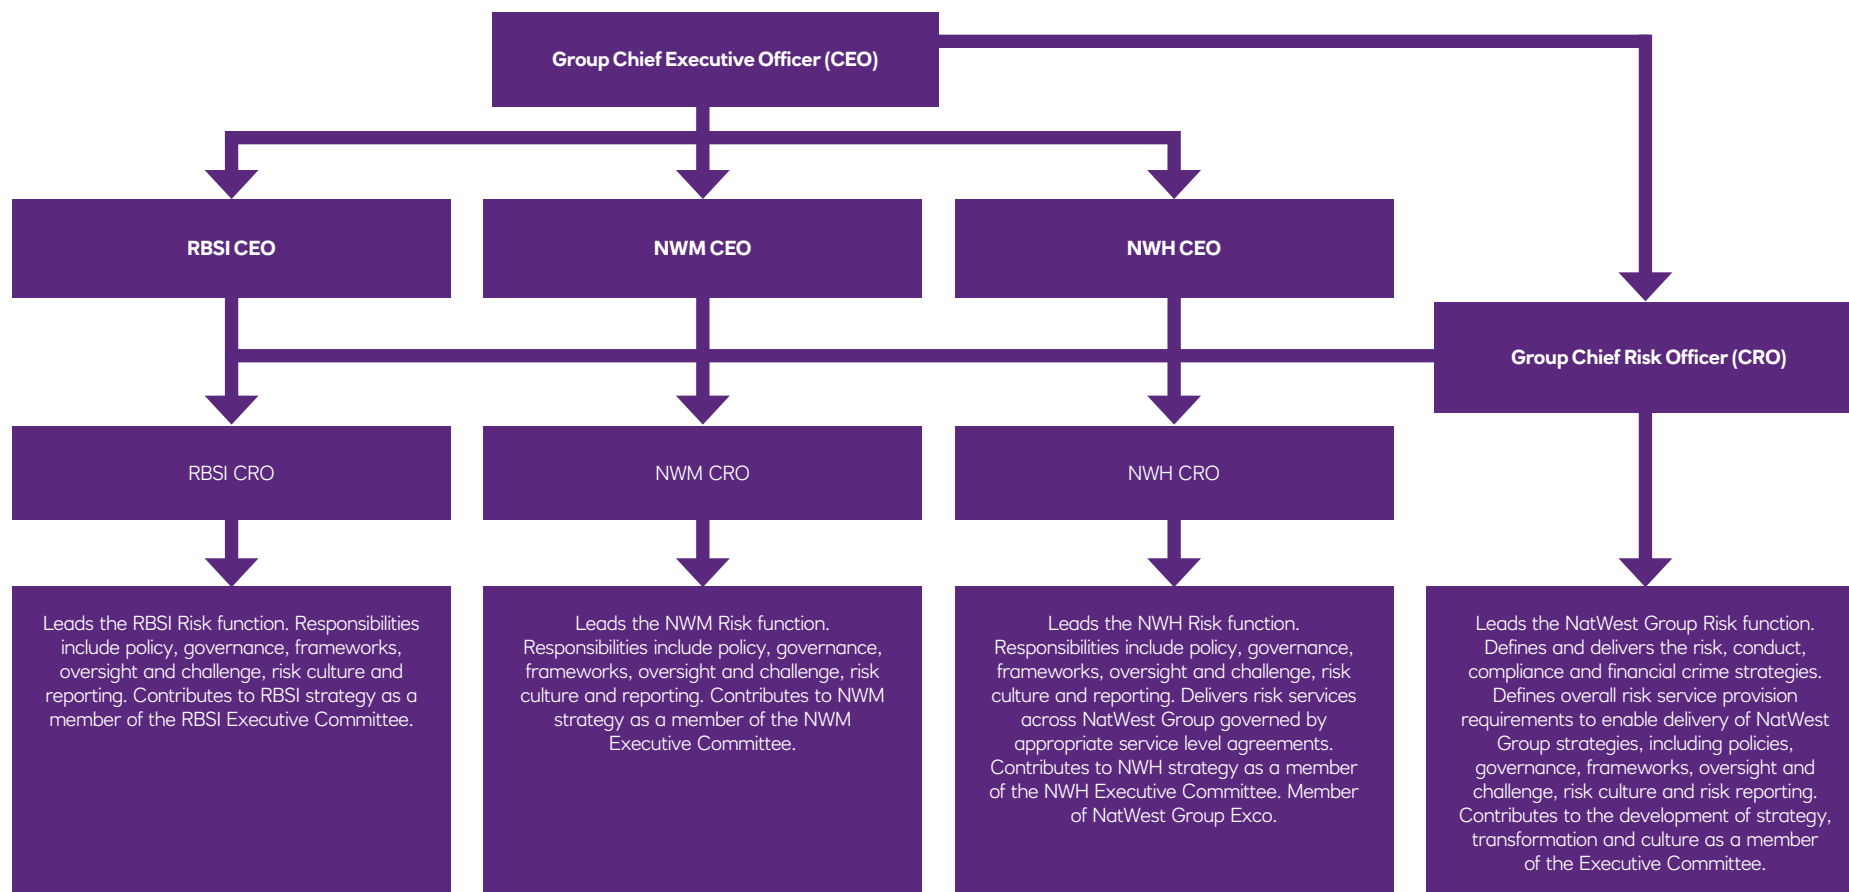 Group Chief Executive Officer (CEO)
RBSI CEO
NWM CEO
NWH CEO
Group Chief Risk Officer (CRO)
RBSI CRO
NWM CRO
NWH CRO
Leads the RBSI Risk function. Responsibilities
include policy, governance, frameworks,
oversight and challenge, risk culture and
reporting. Contributes to RBSI strategy as a
member of the RBSI Executive Committee.
Leads the NWM Risk function.
Responsibilities include policy, governance,
frameworks, oversight and challenge, risk
culture and reporting. Contributes to NWM
strategy as a member of the NWM
Executive Committee.
Leads the NWH Risk function.
Responsibilities include policy, governance,
frameworks, oversight and challenge, risk
culture and reporting. Delivers risk services
across NatWest Group governed by
appropriate service level agreements.
Contributes to NWH strategy as a member
of the NWH Executive Committee. Member
of NatWest Group Exco.
Leads the NatWest Group Risk function.
Defines and delivers the risk, conduct,
compliance and financial crime strategies.
Defines overall risk service provision
requirements to enable delivery of NatWest
Group strategies, including policies,
governance, frameworks, oversight and
challenge, risk culture and risk reporting.
Contributes to the development of strategy,
transformation and culture as a member
of the Executive Committee.